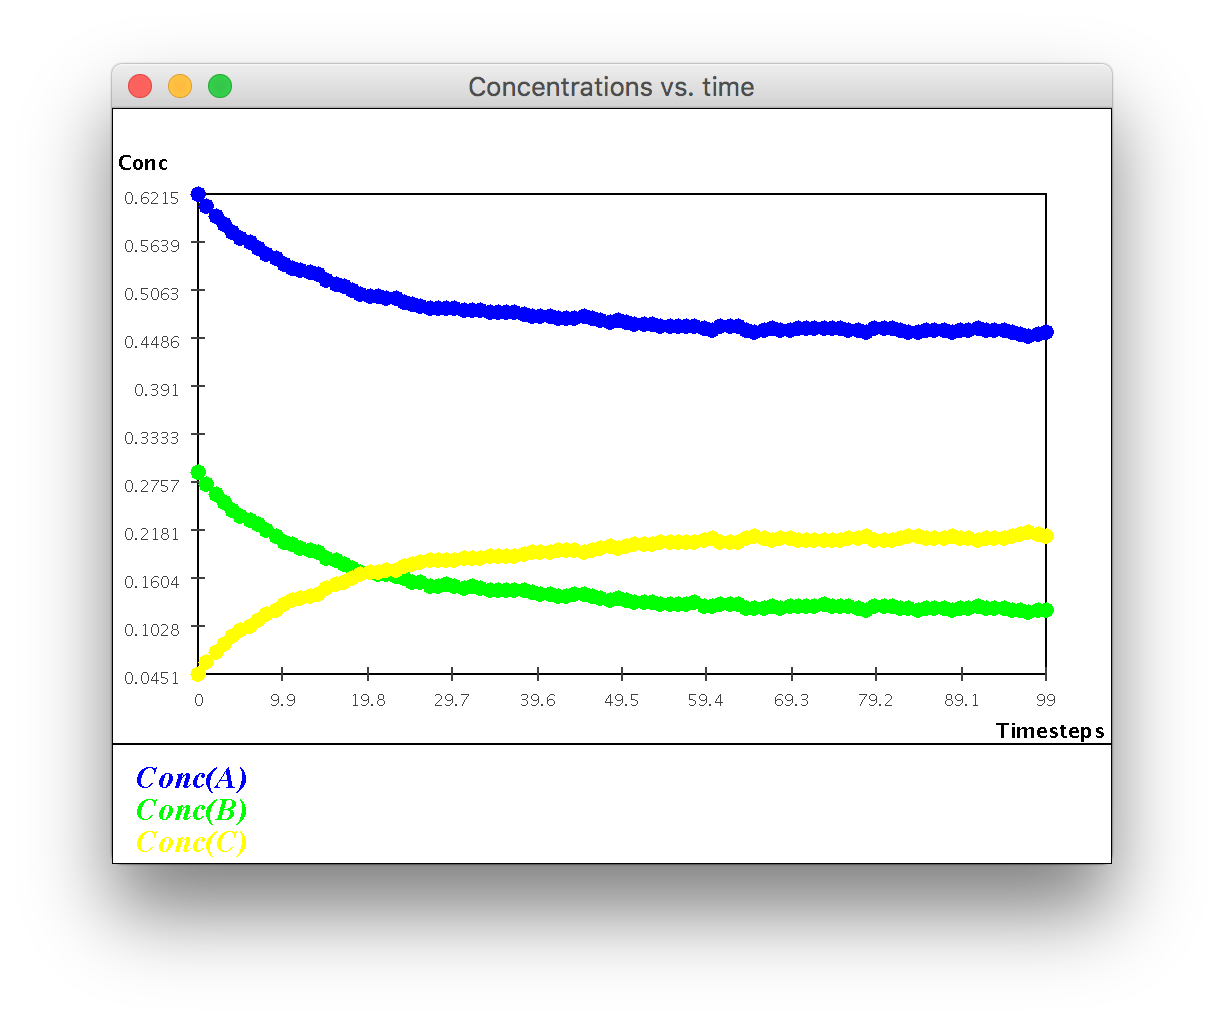 Concentrations vs. time
Conc
0.6215
0.5639
0.5063
0.4486
0.391
0.3333
0.2757
0.2181
0.1604
0.1028
0.0451
0 9.9 19.8 29.7 39.6 49.5 59.4 69.3 79.2 89.1 99
Timesteps
Conc(A)
Conc(B)
Conc(C)